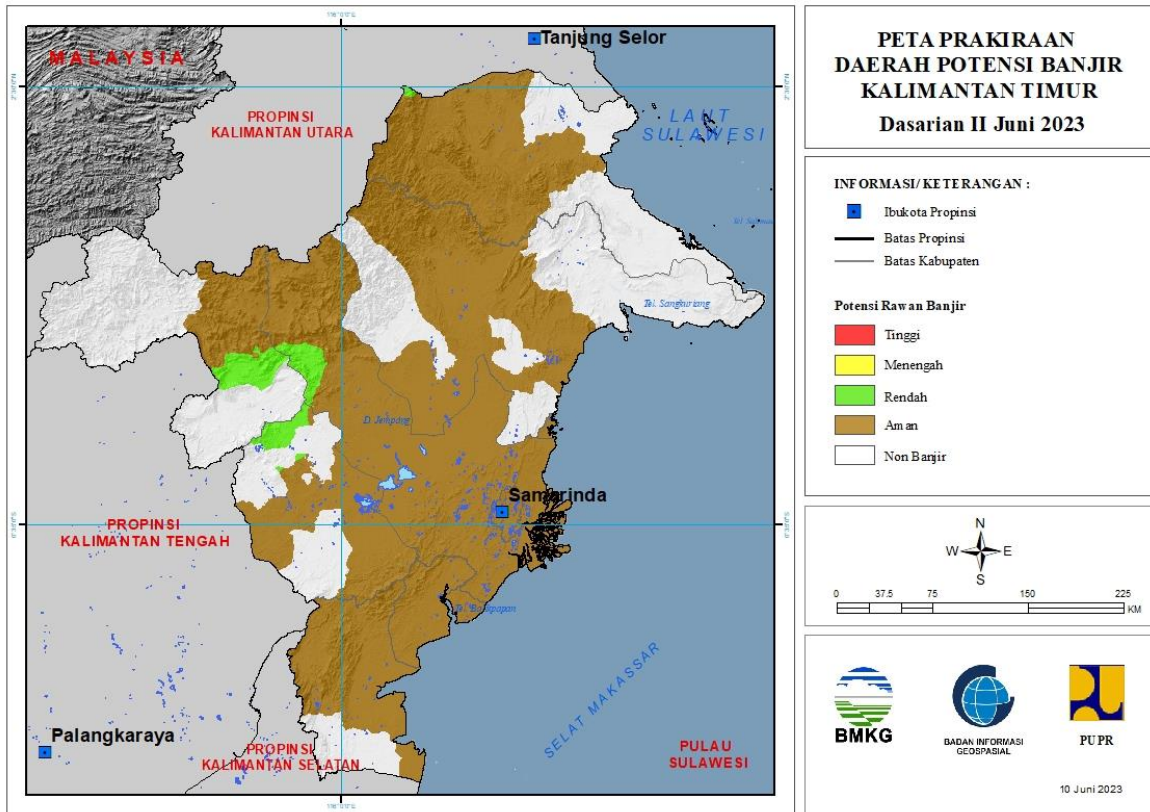 Tanjung Selor
MALAYSIA
PROPINSI
KALIMANTAN UTARA
LAUT
SULAWESI
Tel. Sangkuriang
D. Jempang
Samarinda
PROPINSI
KALIMANTAN TENGAH
Tel. Balikpapan
SELAT MAKASSAR
Palangkaraya
PROPINSI
KALIMANTAN SELATAN
PULAU
SULAWESI
PETA PRAKIRAAN
DAERAH POTENSI BANJIR
KALIMANTAN TIMUR
Dasarian II Juni 2023
INFORMASI/KETERANGAN :
Ibukota Propinsi
Batas Propinsi
Batas Kabupaten
Potensi Rawan Banjir
Tinggi
Menengah
Rendah
Aman
Non Banjir
N
W E
S
0 37.5 75 150 225
KM
BMKG
BADAN INFORMASI
GEOSPASIAL
PUPR
10 Juni 2023